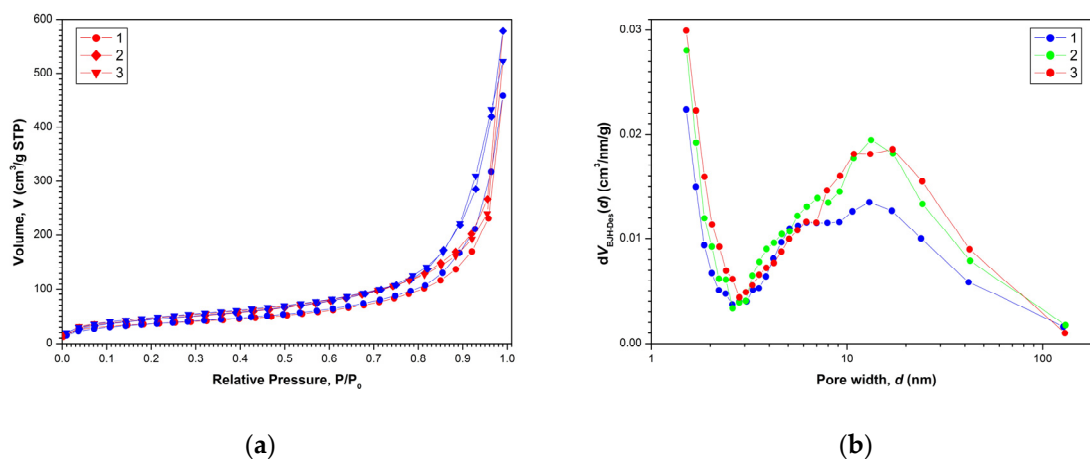 600
500
400
300
200
100
0
0.0 0.1 0.2 0.3 0.4 0.5 0.6 0.7 0.8 0.9 1.0
Volume, V (cm³/g STP)
Relative Pressure, P/P₀
1
2
3
(a)
0.03
0.02
0.01
0.00
1 10 100
dV_BJH-Des(d) (cm³/nm/g)
Pore width, d (nm)
1
2
3
(b)